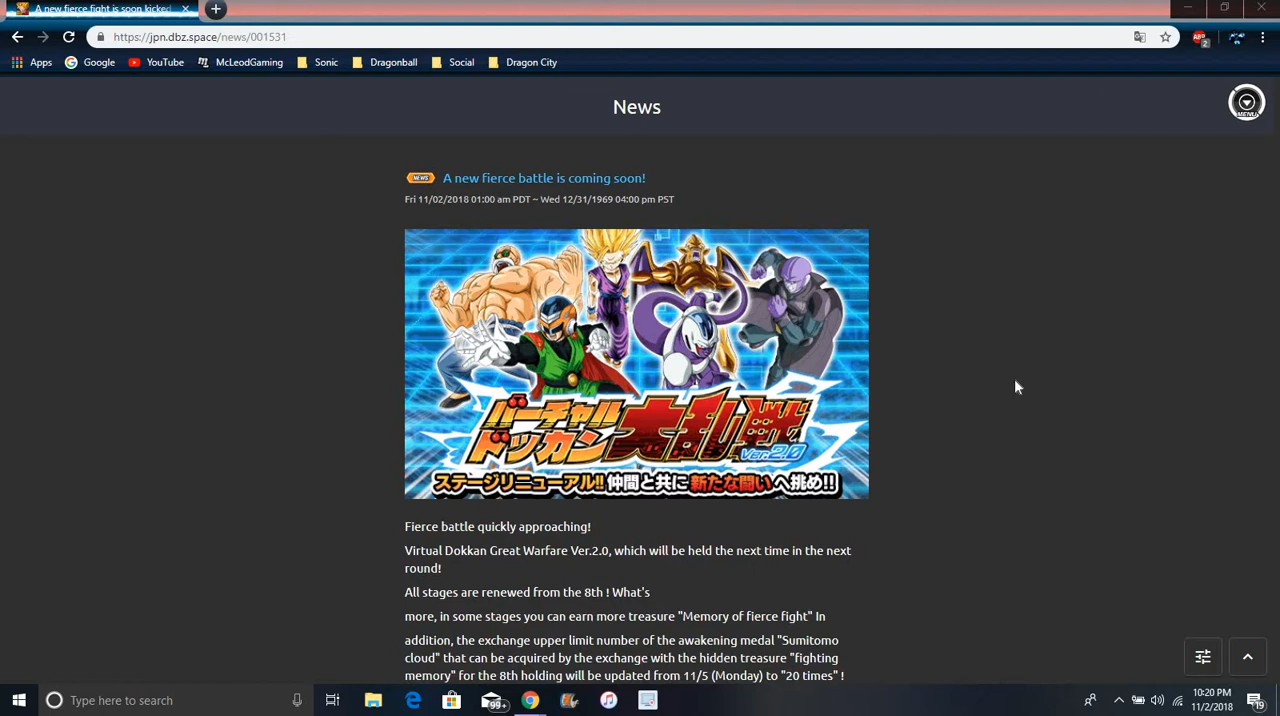 A new fierce fight is soon kicked
https://jpn.dbz.space/news/001531
ABP
2
Apps
Google
YouTube
McLeodGaming
Sonic
Dragonball
Social
Dragon City
News
MENU
NEWS
A new fierce battle is coming soon!
Fri 11/02/2018 01:00 am PDT ~ Wed 12/31/1969 04:00 pm PST
バーチャル
ドッカン大乱戦
Ver.2.0
ステージリニューアル!!仲間と共に新たな闘いへ挑め!!
Fierce battle quickly approaching!
Virtual Dokkan Great Warfare Ver.2.0, which will be held the next time in the next
round!
All stages are renewed from the 8th ! What's
more, in some stages you can earn more treasure "Memory of fierce fight" In
addition, the exchange upper limit number of the awakening medal "Sumitomo
cloud" that can be acquired by the exchange with the hidden treasure "fighting
memory" for the 8th holding will be updated from 11/5 (Monday) to "20 times" !
Type here to search
99+
10:20 PM
11/2/2018
19